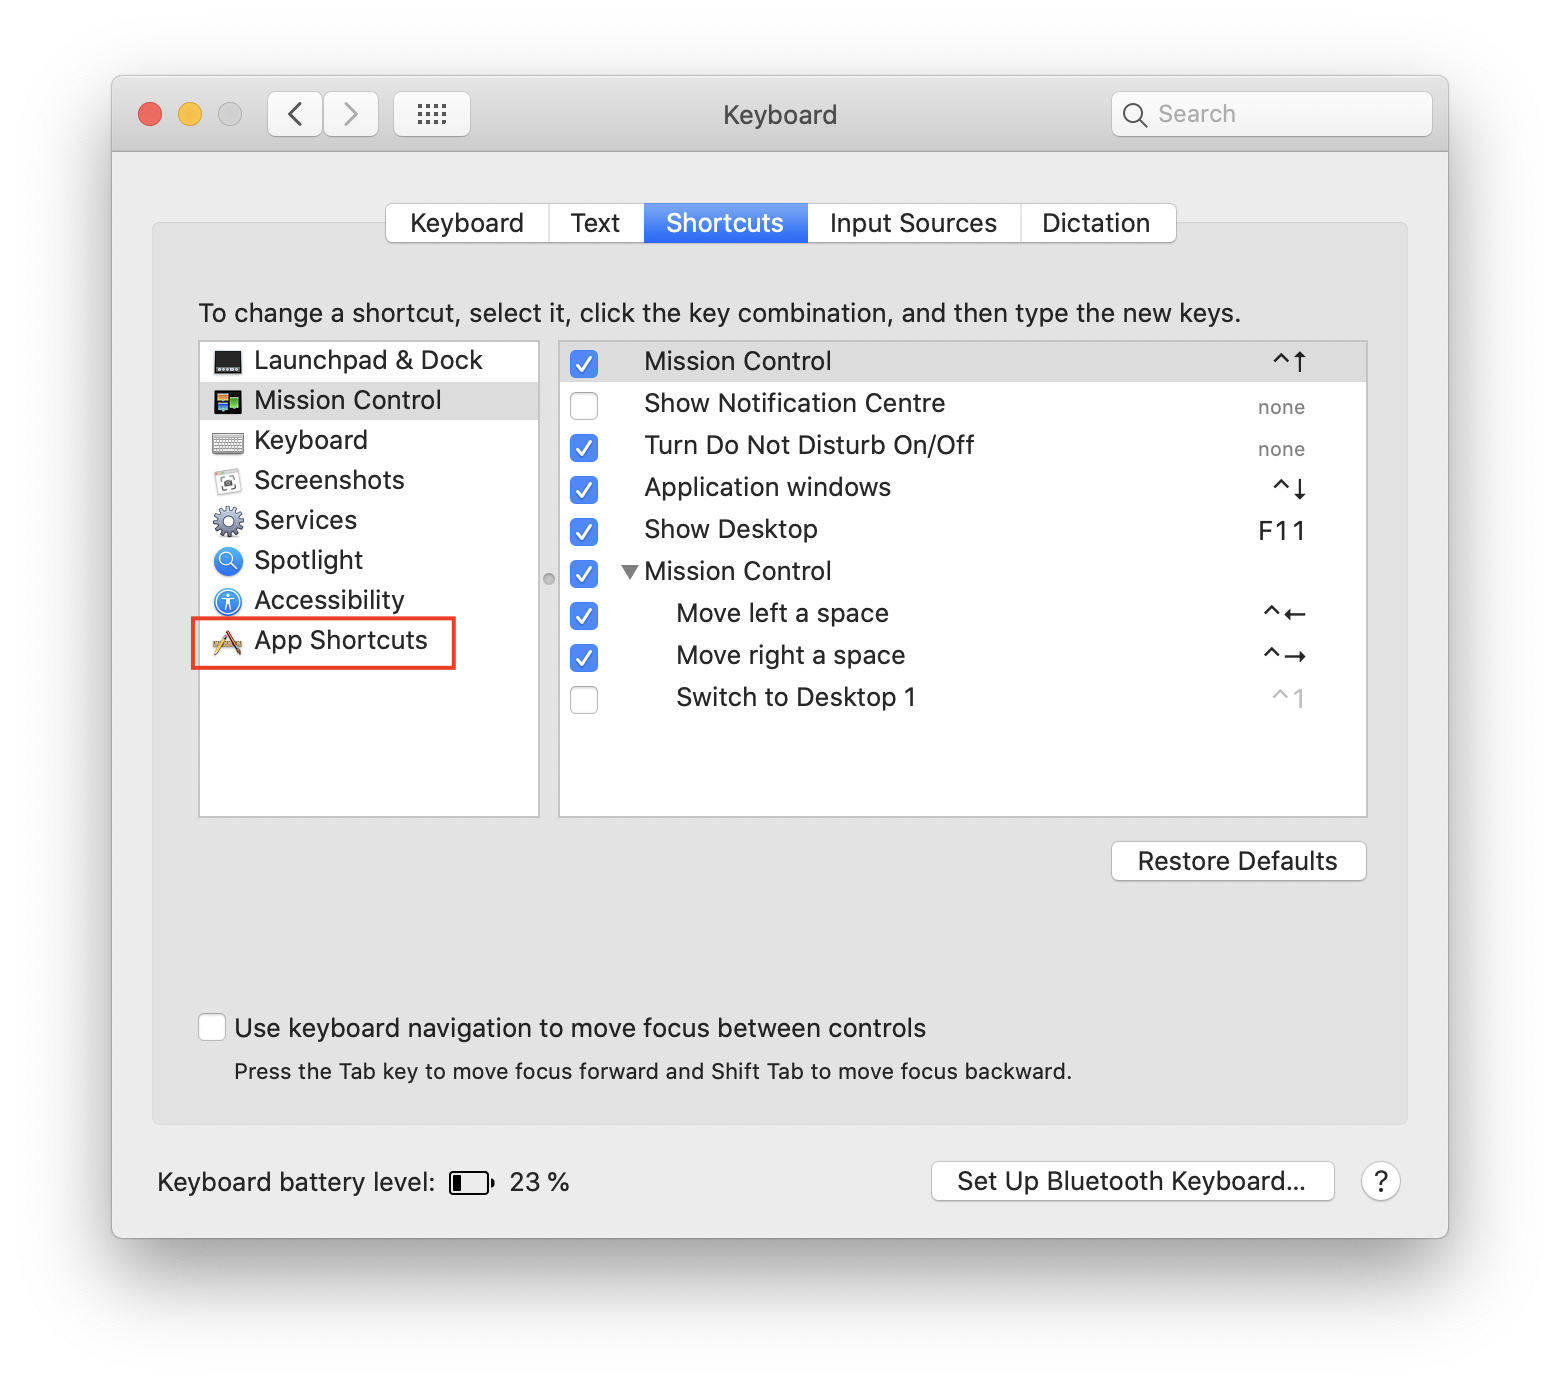 Keyboard
Search
Keyboard Text Shortcuts Input Sources Dictation
To change a shortcut, select it, click the key combination, and then type the new keys.
Launchpad & Dock
Mission Control
Keyboard
Screenshots
Services
Spotlight
Accessibility
App Shortcuts
Mission Control ^↑
Show Notification Centre none
Turn Do Not Disturb On/Off none
Application windows ^↓
Show Desktop F11
Mission Control
Move left a space ^←
Move right a space ^→
Switch to Desktop 1 ^1
Restore Defaults
Use keyboard navigation to move focus between controls
Press the Tab key to move focus forward and Shift Tab to move focus backward.
Keyboard battery level: 23 %
Set Up Bluetooth Keyboard... ?